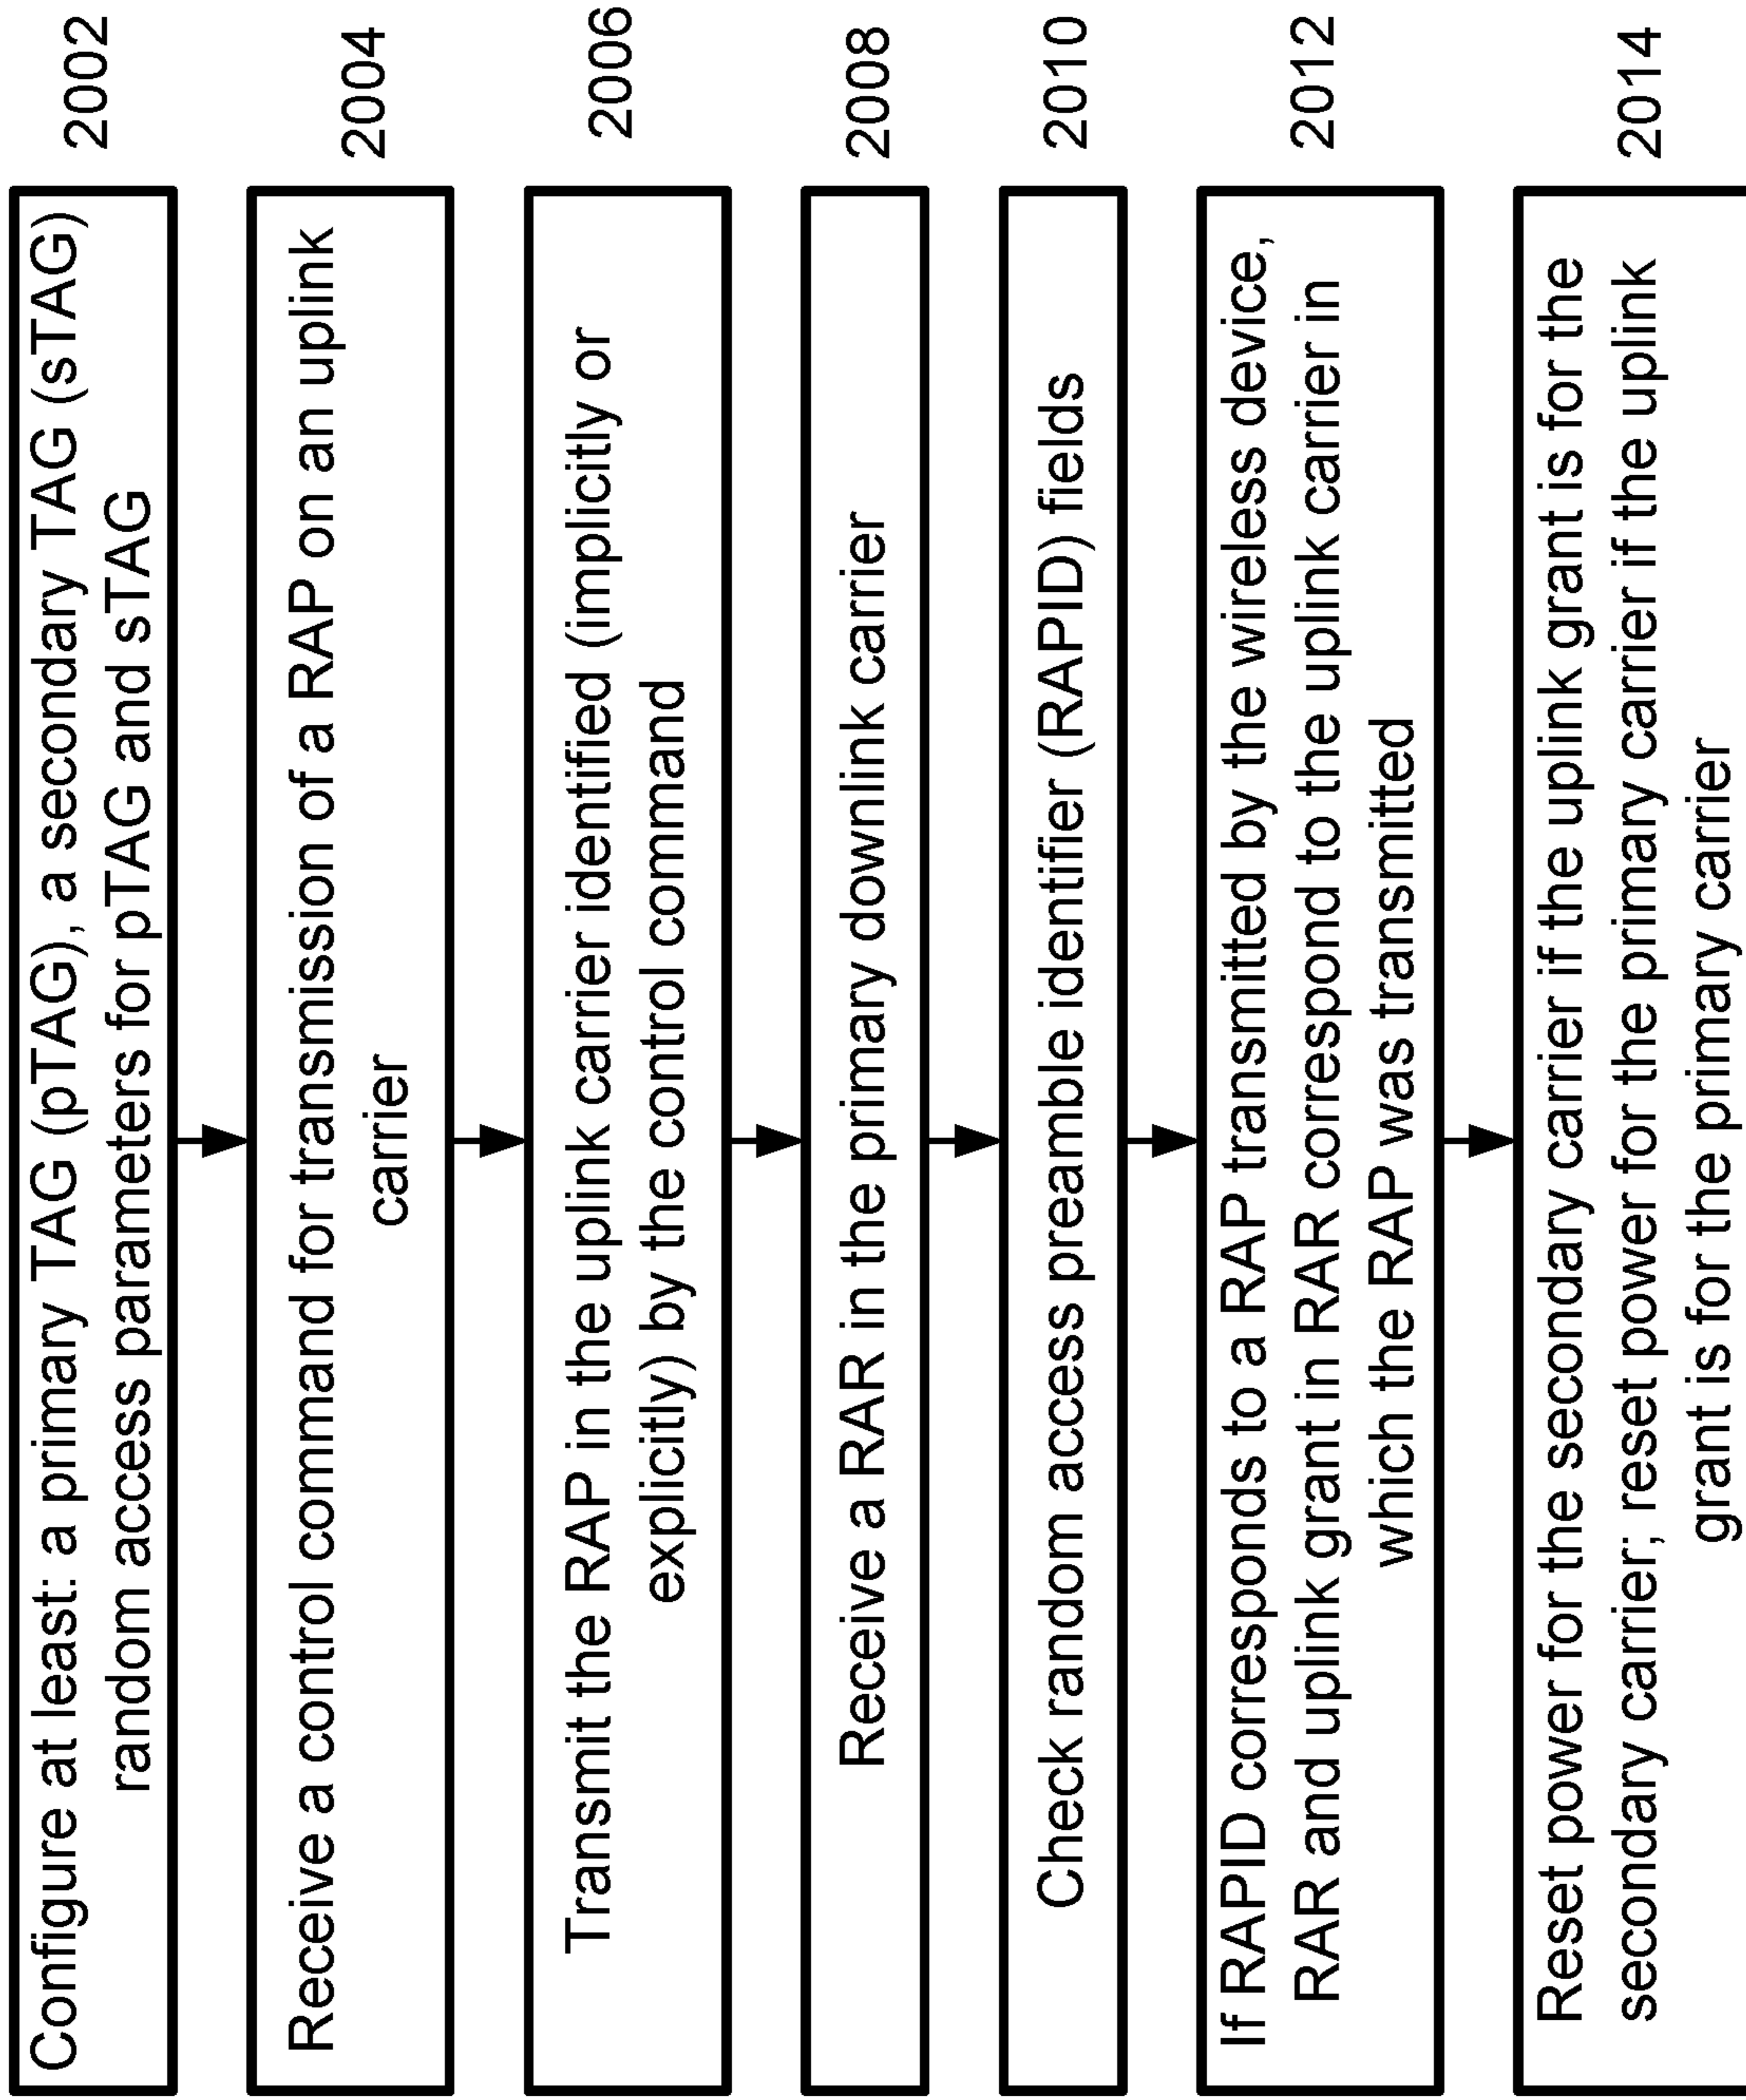 Configure at least: a primary TAG (pTAG), a secondary TAG (sTAG)
random access parameters for pTAG and sTAG
2002
Receive a control command for transmission of a RAP on an uplink
carrier
2004
Transmit the RAP in the uplink carrier identified (implicitly or
explicitly) by the control command
2006
Receive a RAR in the primary downlink carrier
2008
Check random access preamble identifier (RAPID) fields
2010
If RAPID corresponds to a RAP transmitted by the wireless device,
RAR and uplink grant in RAR correspond to the uplink carrier in
which the RAP was transmitted
2012
Reset power for the secondary carrier if the uplink grant is for the
secondary carrier; reset power for the primary carrier if the uplink
grant is for the primary carrier
2014